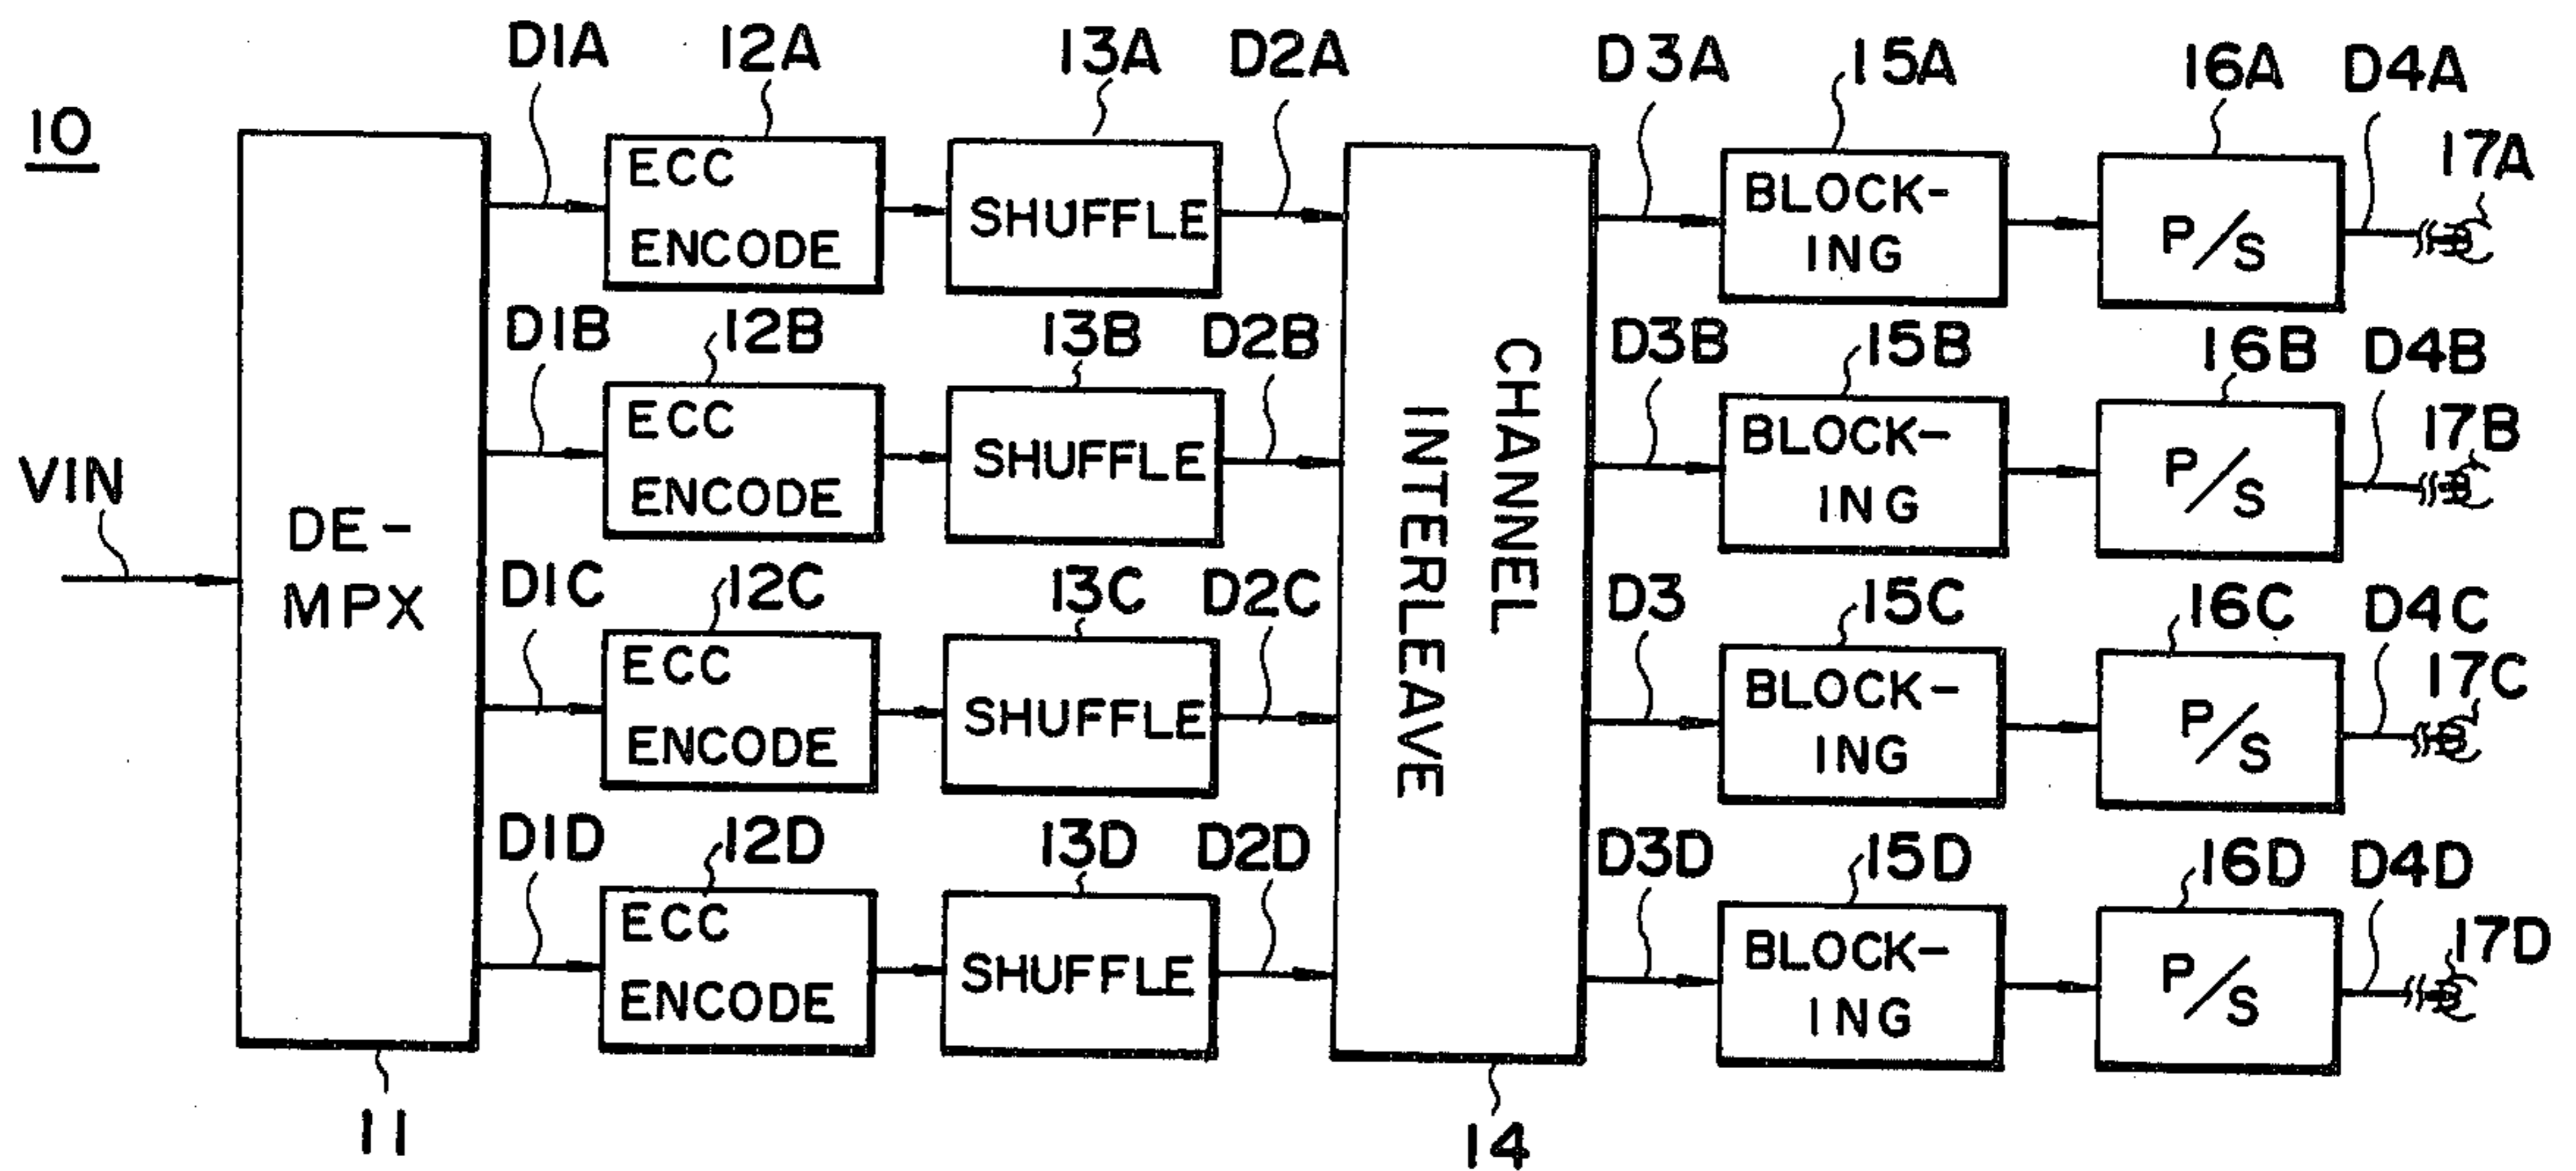 10
D1A 12A 13A D2A D3A 15A 16A D4A
17A
ECC
ENCODE
SHUFFLE
BLOCK-
ING
P/S
D1B 12B 13B D2B D3B 15B 16B D4B
17B
ECC
ENCODE
SHUFFLE
BLOCK-
ING
P/S
VIN
DE-
MPX
CHANNEL
INTERLEAVE
D1C 12C 13C D2C D3 15C 16C D4C
17C
ECC
ENCODE
SHUFFLE
BLOCK-
ING
P/S
D1D 12D 13D D2D D3D 15D 16D D4D
17D
ECC
ENCODE
SHUFFLE
BLOCK-
ING
P/S
11
14